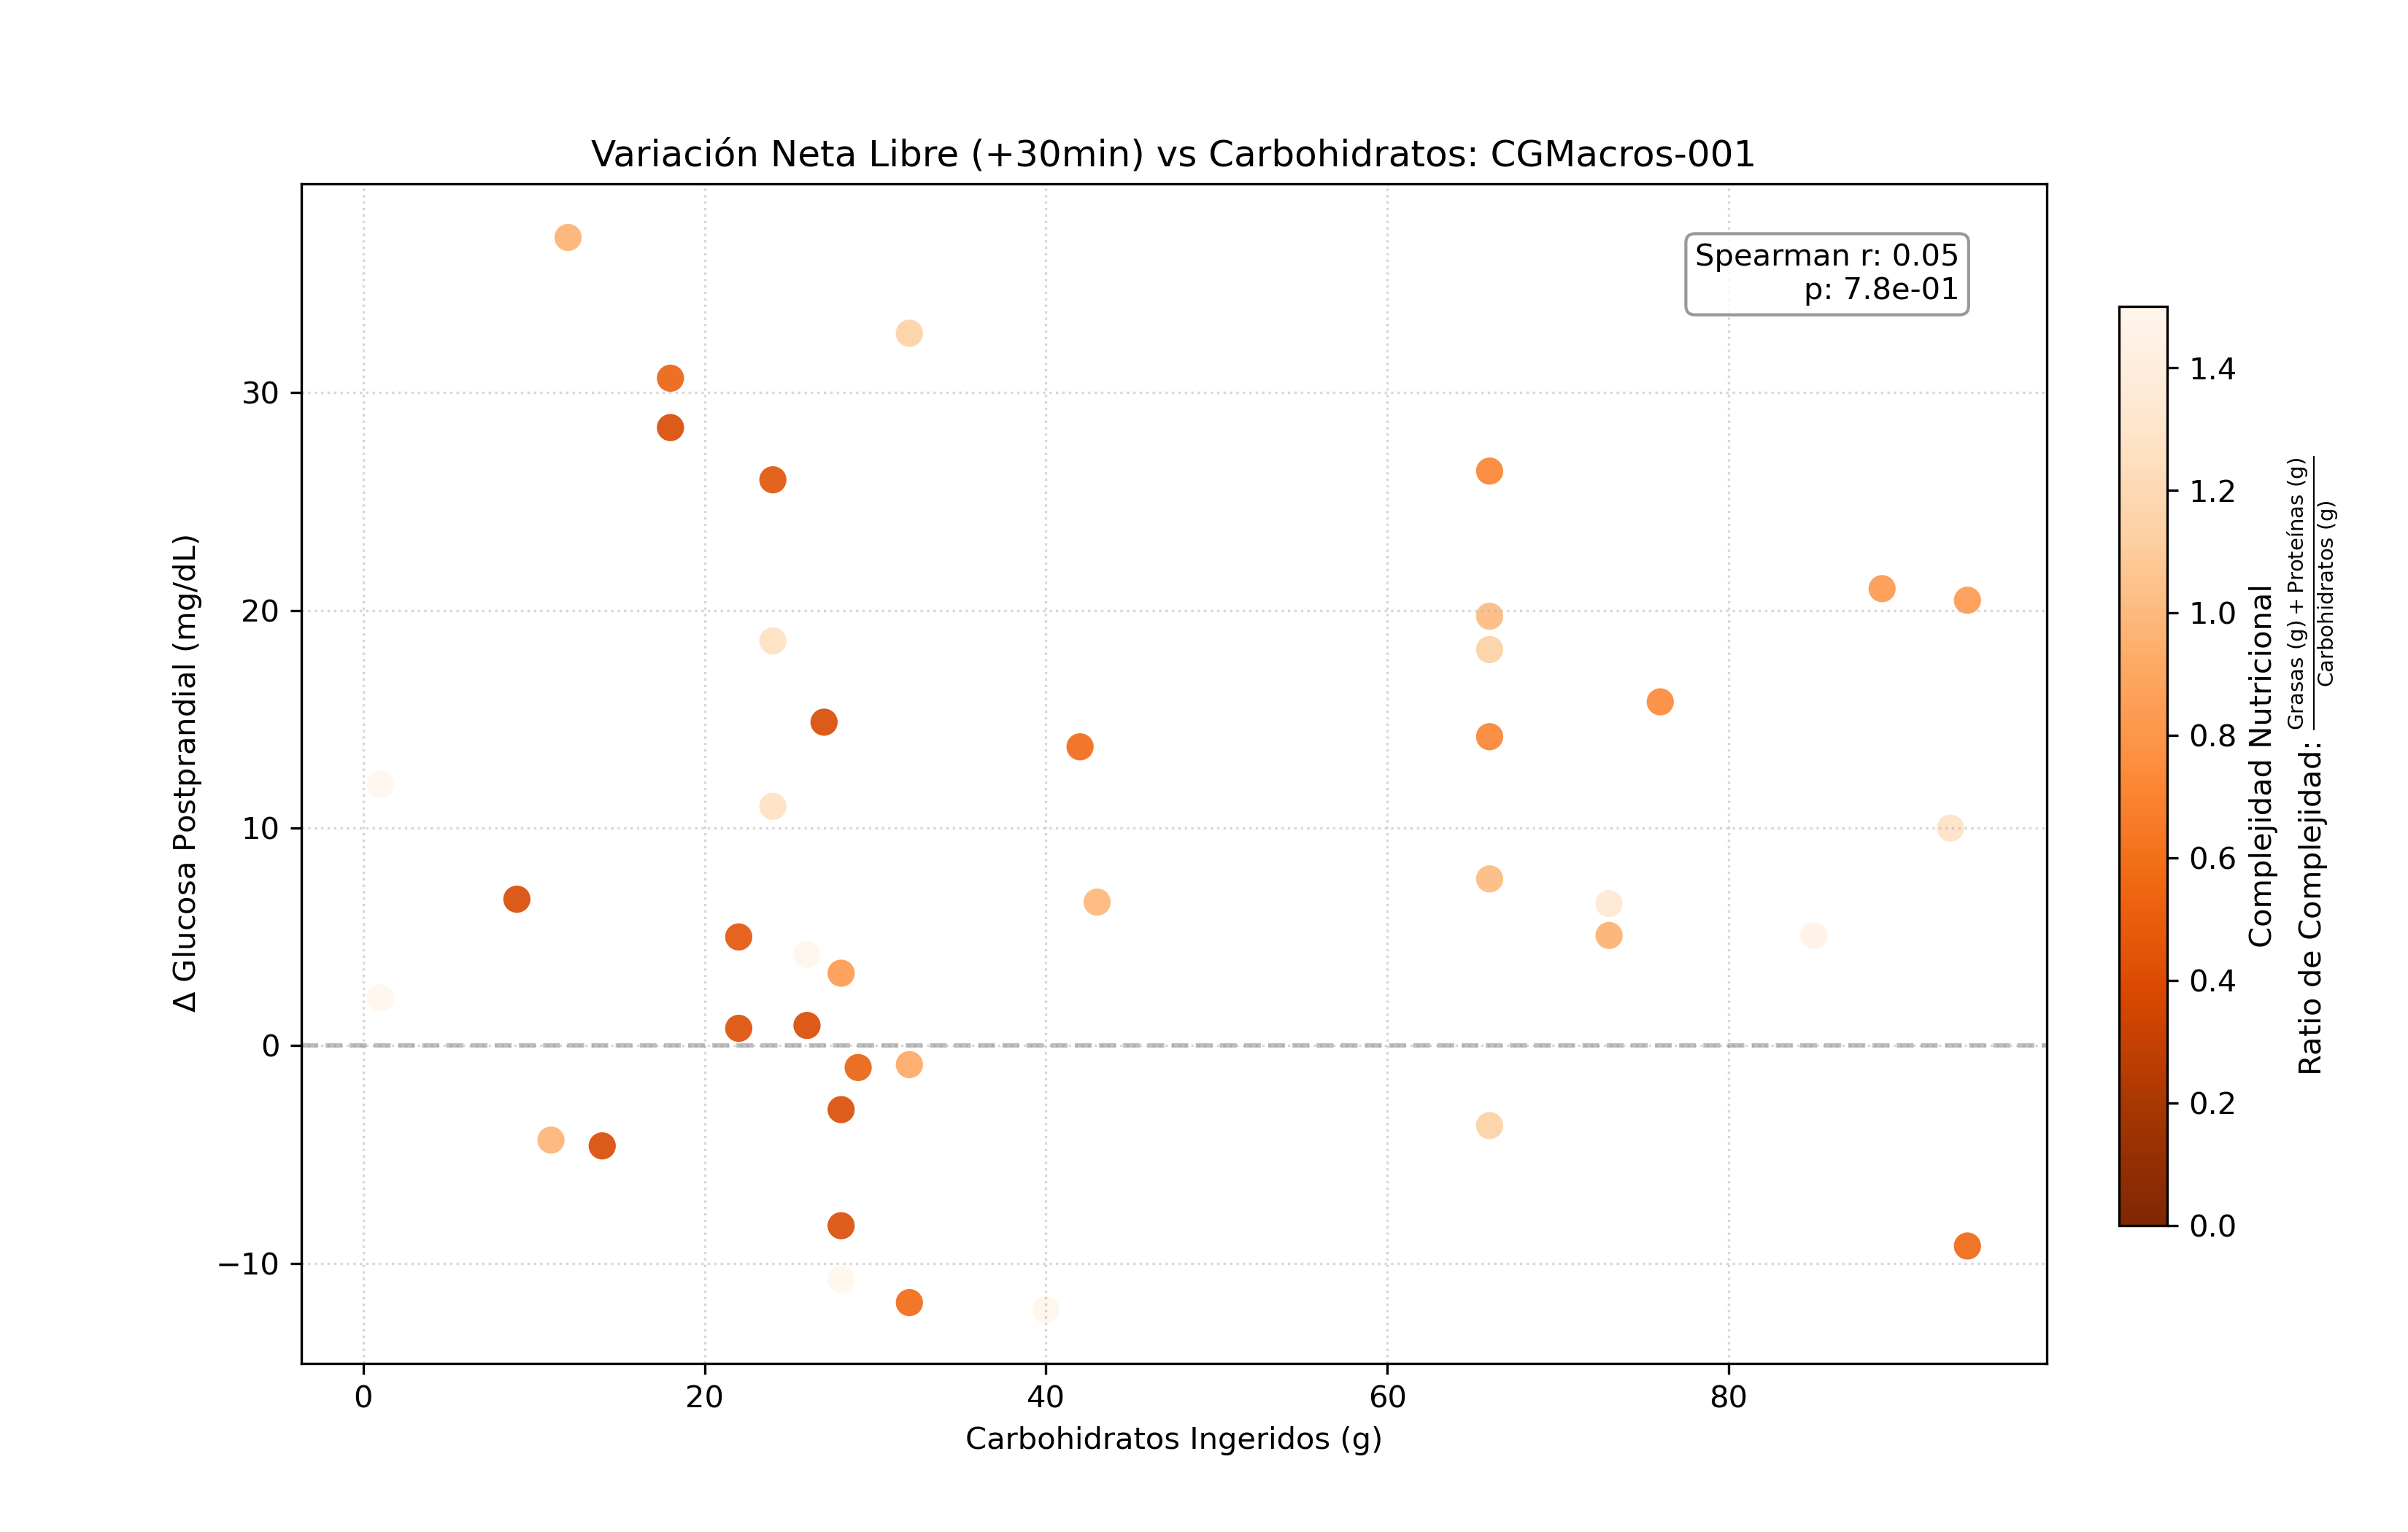 Variación Neta Libre (+30min) vs Carbohidratos: CGMacros-001
Spearman r: 0.05
p: 7.8e-01
Δ Glucosa Postprandial (mg/dL)
30
20
10
0
−10
0
20
40
60
80
Carbohidratos Ingeridos (g)
1.4
1.2
1.0
0.8
0.6
0.4
0.2
0.0
Complejidad Nutricional
Ratio de Complejidad: Grasas (g) + Proteínas (g)
Carbohidratos (g)